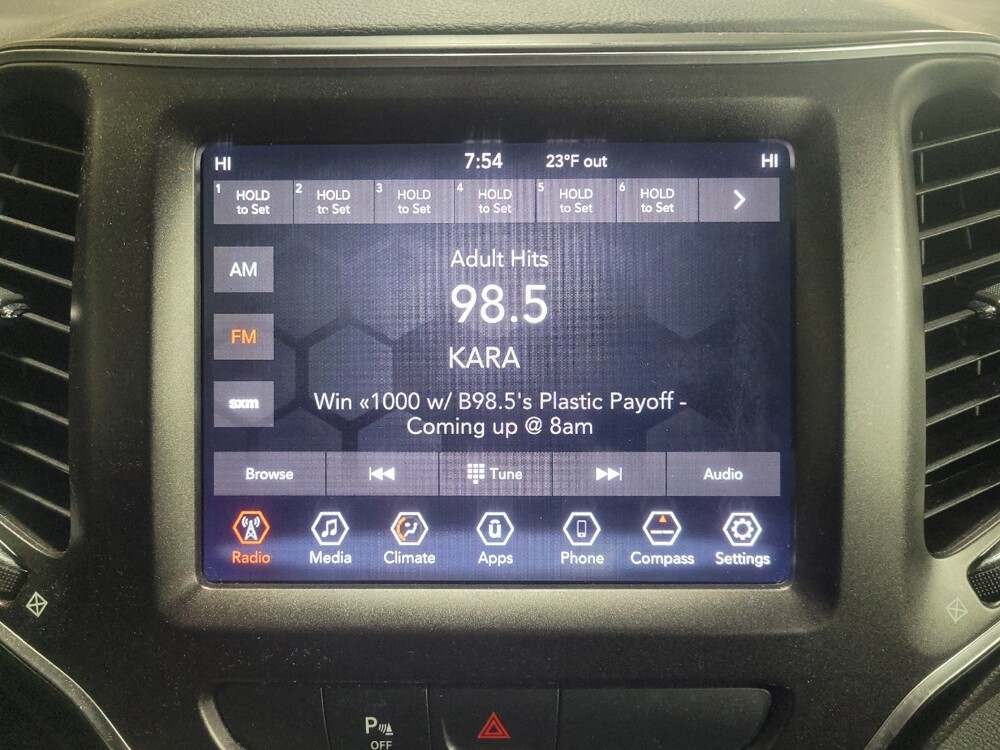 HI 7:54 23°F out HI
1 HOLD to Set 2 HOLD to Set 3 HOLD to Set 4 HOLD to Set 5 HOLD to Set 6 HOLD to Set
AM
FM
sxm
Adult Hits
98.5
KARA
Win «1000 w/ B98.5's Plastic Payoff -
Coming up @ 8am
Browse Tune Audio
Radio Media Climate Apps Phone Compass Settings
P
OFF